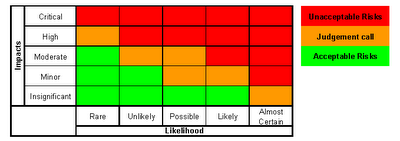 Critical
High
Moderate
Minor
Insignificant
Impacts
Rare
Unlikely
Possible
Likely
Almost
Certain
Likelihood
Unacceptable Risks
Judgement call
Acceptable Risks